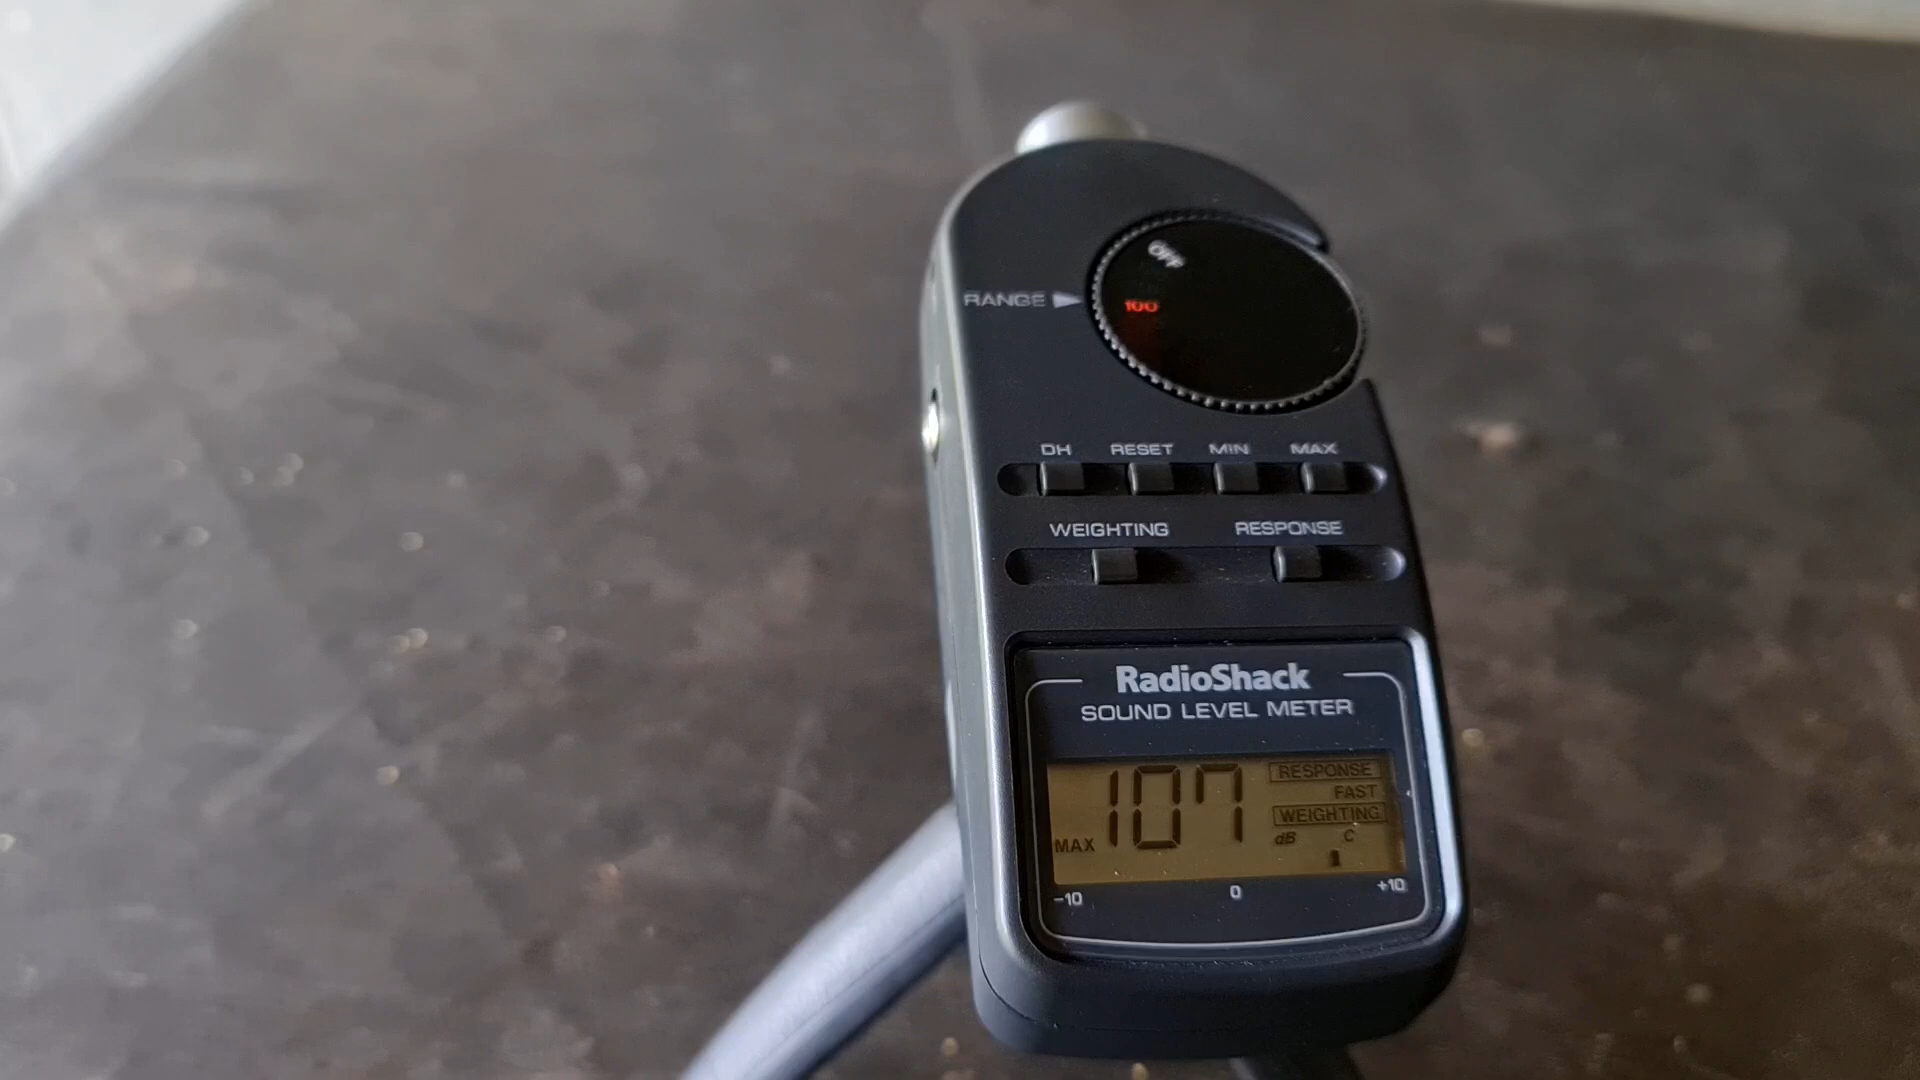 OFF
RANGE
100
DH RESET MIN MAX
WEIGHTING RESPONSE
RadioShack
SOUND LEVEL METER
107
RESPONSE
FAST
WEIGHTING
MAX
dB C
-10 0 +10